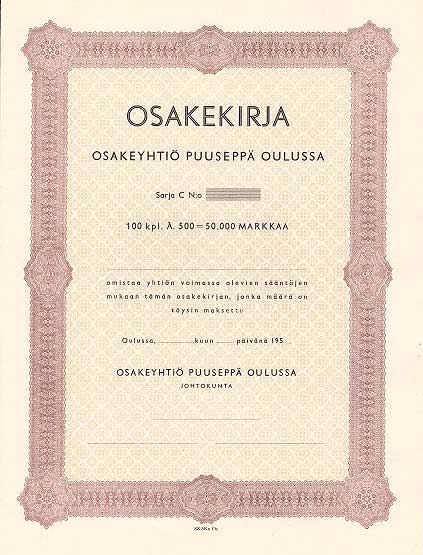 OSAKEKIRJA
OSAKEYHTIÖ PUUSEPPÄ OULUSSA
Sarja C N:o
100 kpl. À. 500 = 50.000 MARKKAA
omistaa yhtiön voimassa olevien sääntöjen
mukaan tämän osakekirjan, jonka määrä on
täysin maksettu
Oulussa, ............ kuun ...... päivänä 195
OSAKEYHTIÖ PUUSEPPÄ OULUSSA
JOHTOKUNTA